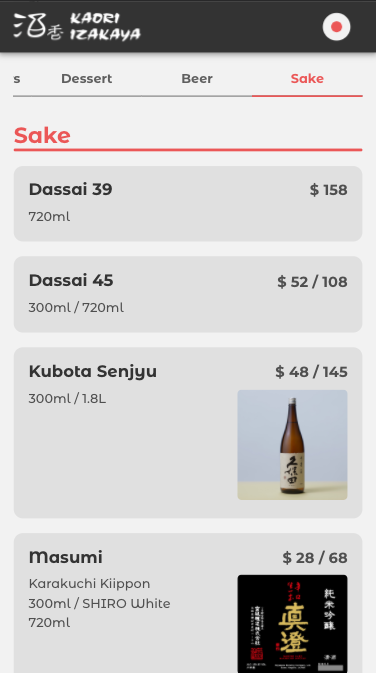 酒香 KAORI
IZAKAYA
s Dessert Beer Sake
Sake
Dassai 39 $ 158
720ml
Dassai 45 $ 52 / 108
300ml / 720ml
Kubota Senjyu $ 48 / 145
300ml / 1.8L
久保田
Masumi $ 28 / 68
Karakuchi Kiippon
300ml / SHIRO White
720ml
純米吟醸
真澄
清酒